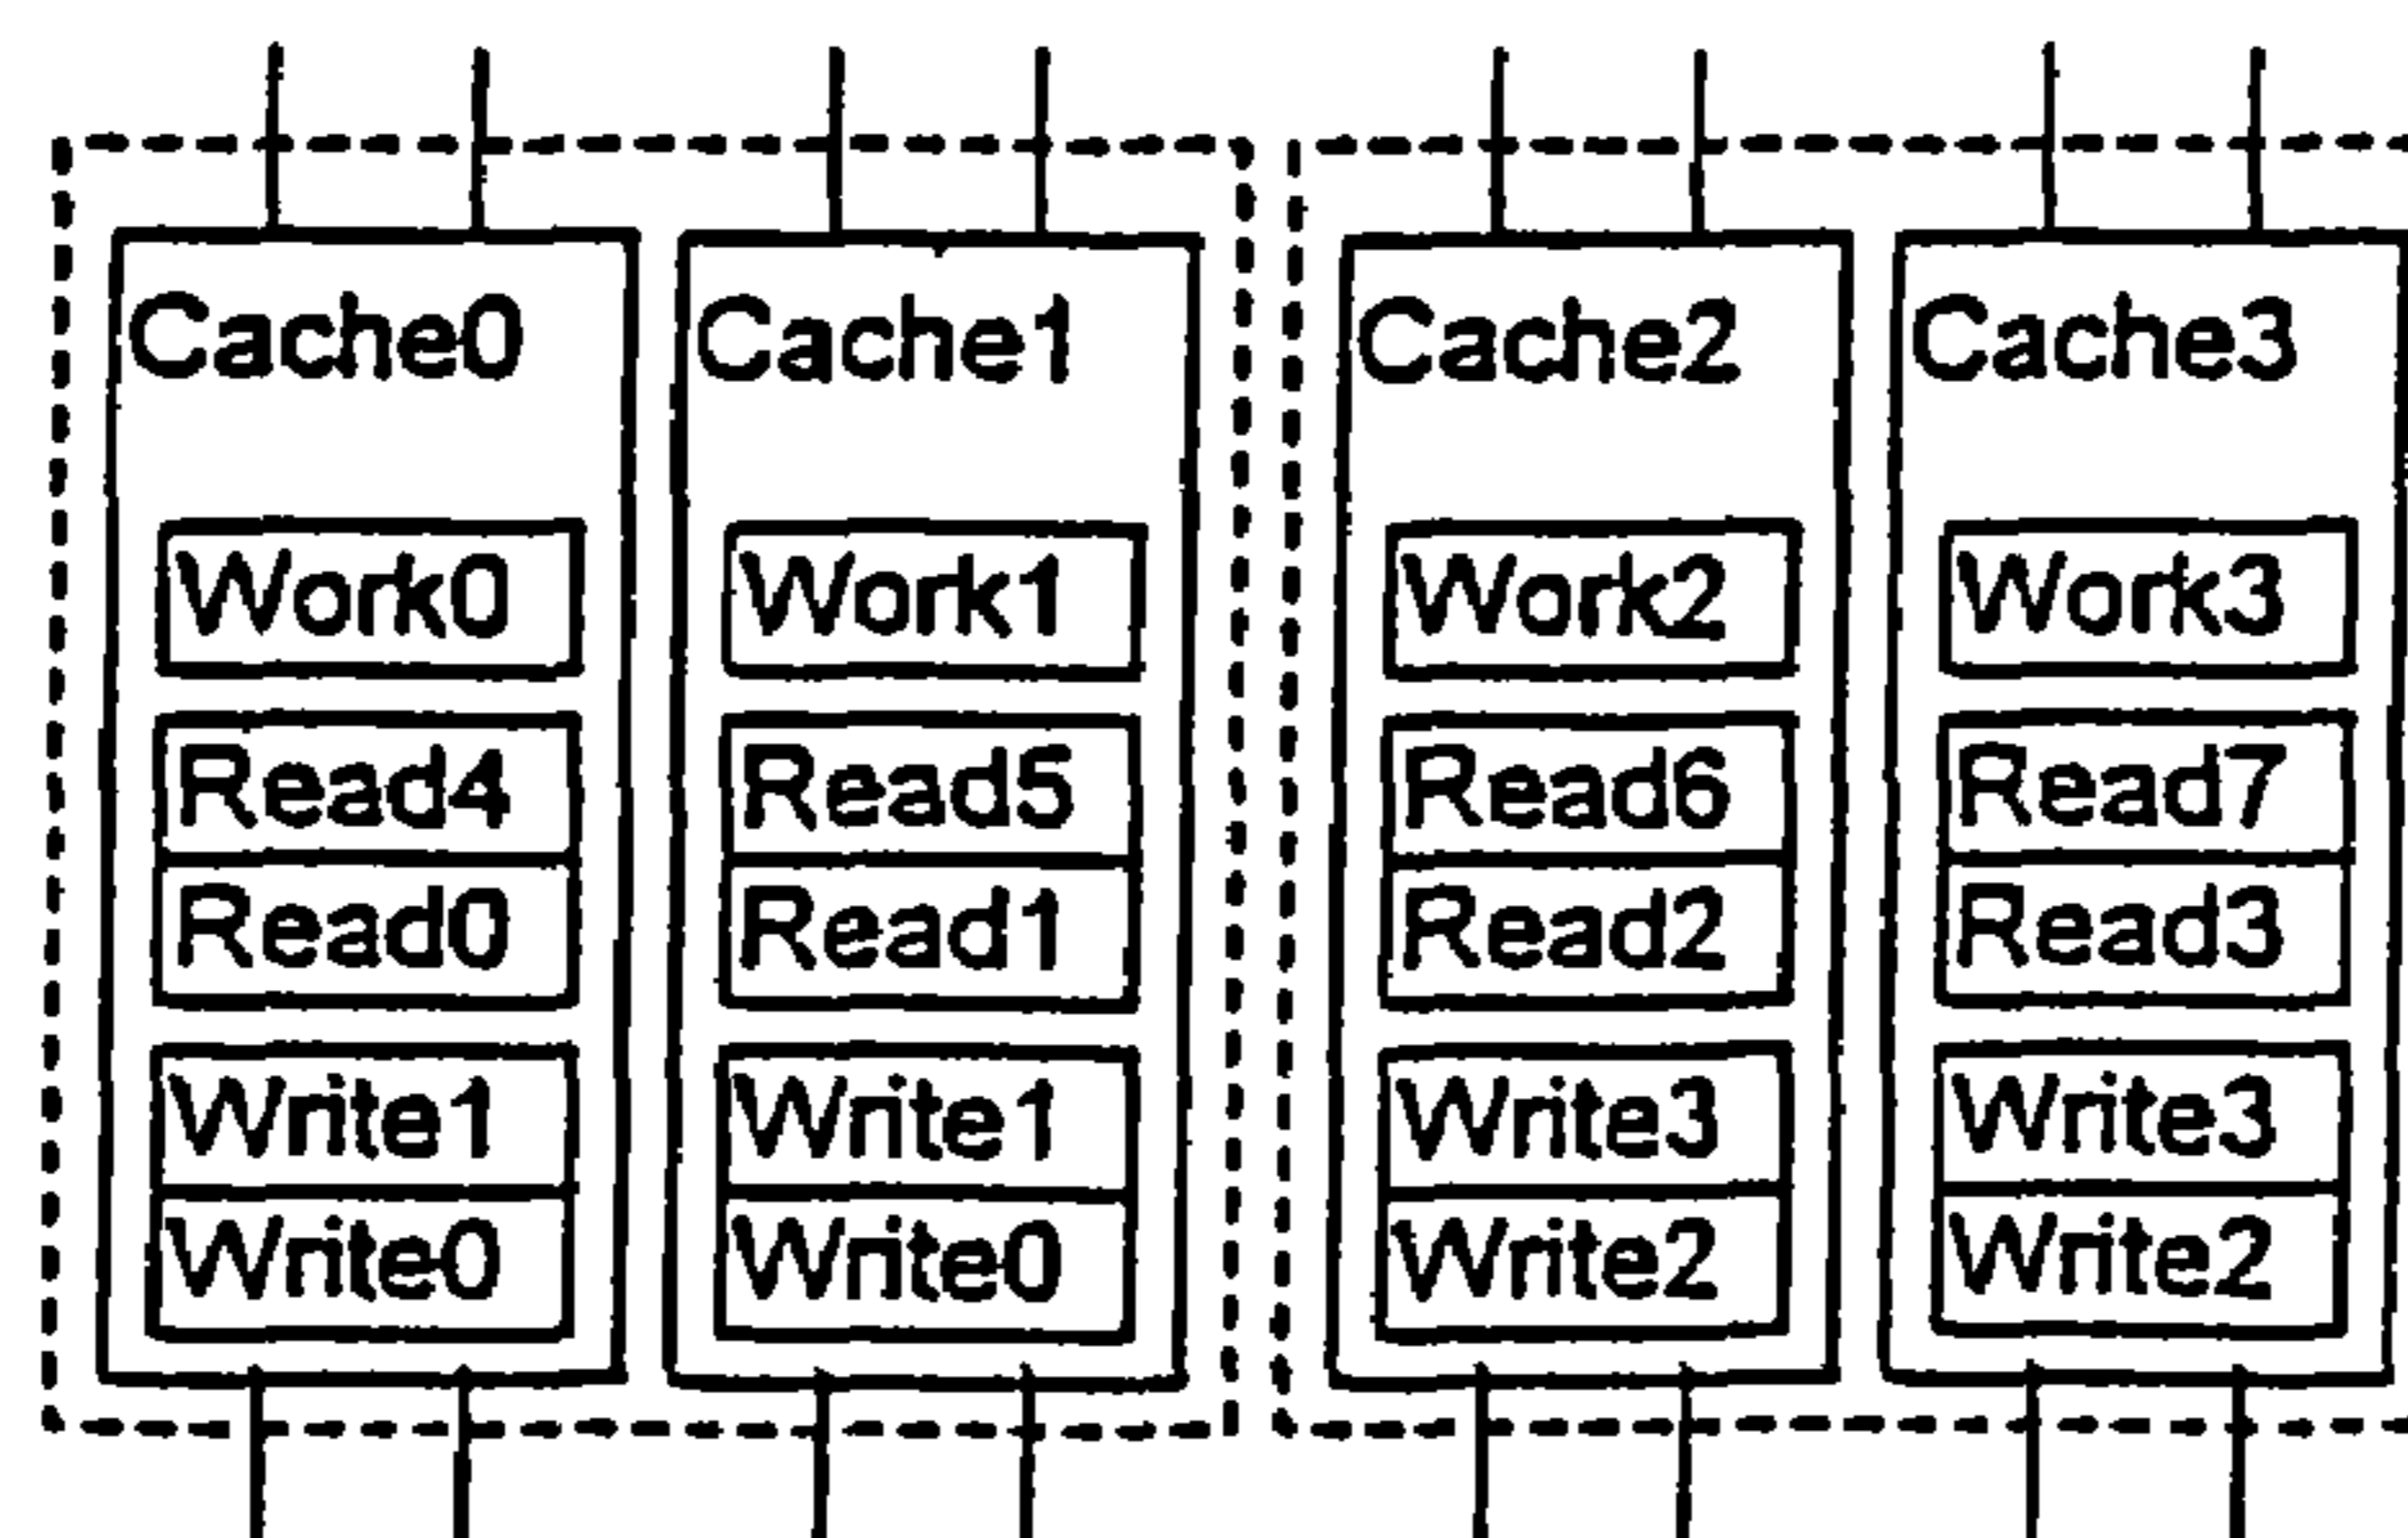 Cache0 Cache1 Cache2 Cache3
Work0 Work1 Work2 Work3
Read4 Read5 Read6 Read7
Read0 Read1 Read2 Read3
Write1 Write1 Write3 Write3
Write0 Write0 Write2 Write2